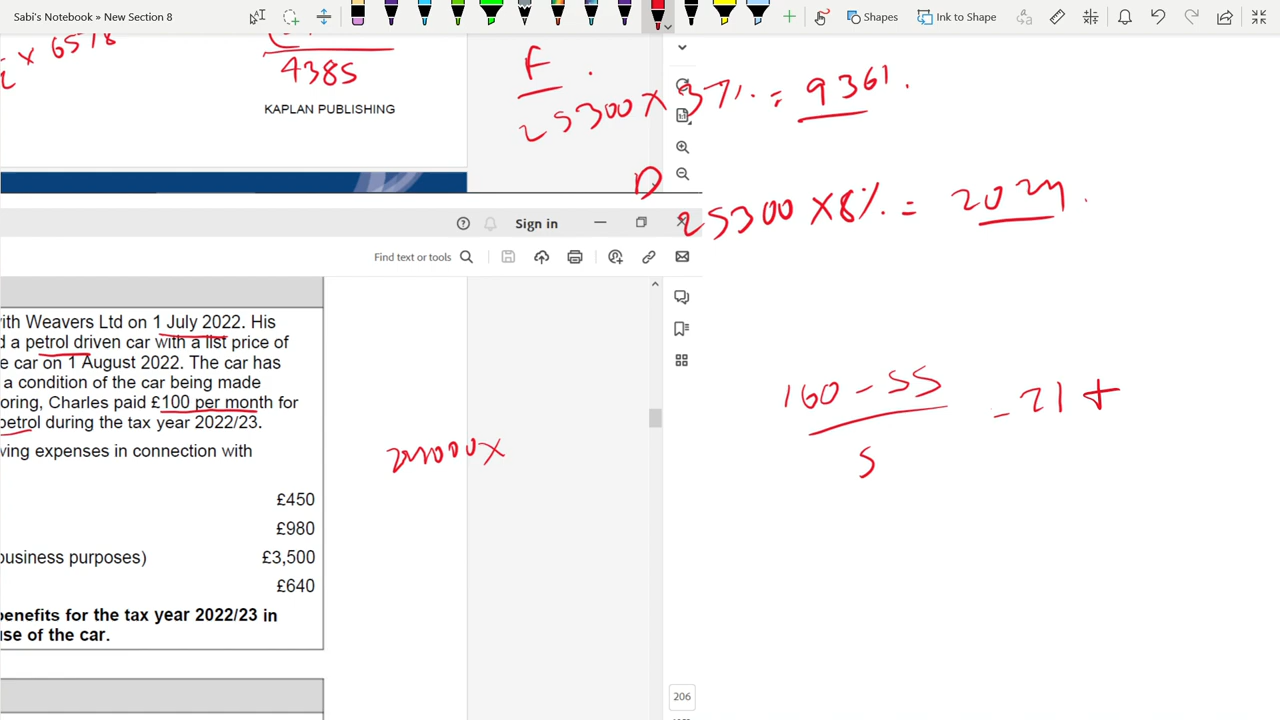 Sabi's Notebook » New Section 8
Shapes
Ink to Shape
x 6578
4385
KAPLAN PUBLISHING
F
25300 X 37% = 9361.
D
25300 X 8% = 2024.
Sign in
Find text or tools
ith Weavers Ltd on 1 July 2022. His
d a petrol driven car with a list price of
e car on 1 August 2022. The car has
a condition of the car being made
oring, Charles paid £100 per month for
petrol during the tax year 2022/23.
ving expenses in connection with
£450
£980
business purposes) £3,500
£640
benefits for the tax year 2022/23 in
use of the car.
X
160 - 55
5
= 21 +
206